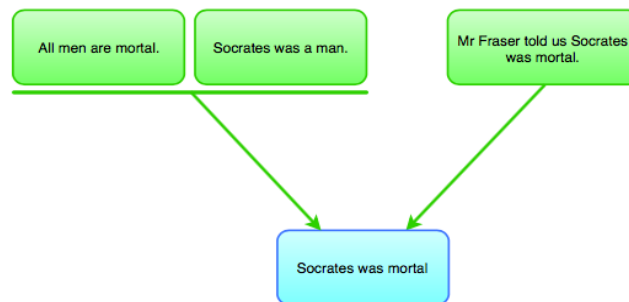 All men are mortal.
Socrates was a man.
Mr Fraser told us Socrates
was mortal.
Socrates was mortal